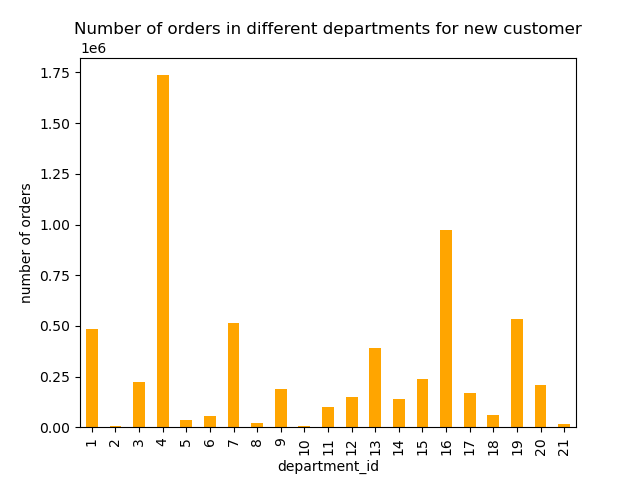 Number of orders in different departments for new customer
1e6
1.75
1.50
1.25
1.00
0.75
0.50
0.25
0.00
number of orders
1 2 3 4 5 6 7 8 9 10 11 12 13 14 15 16 17 18 19 20 21
department_id